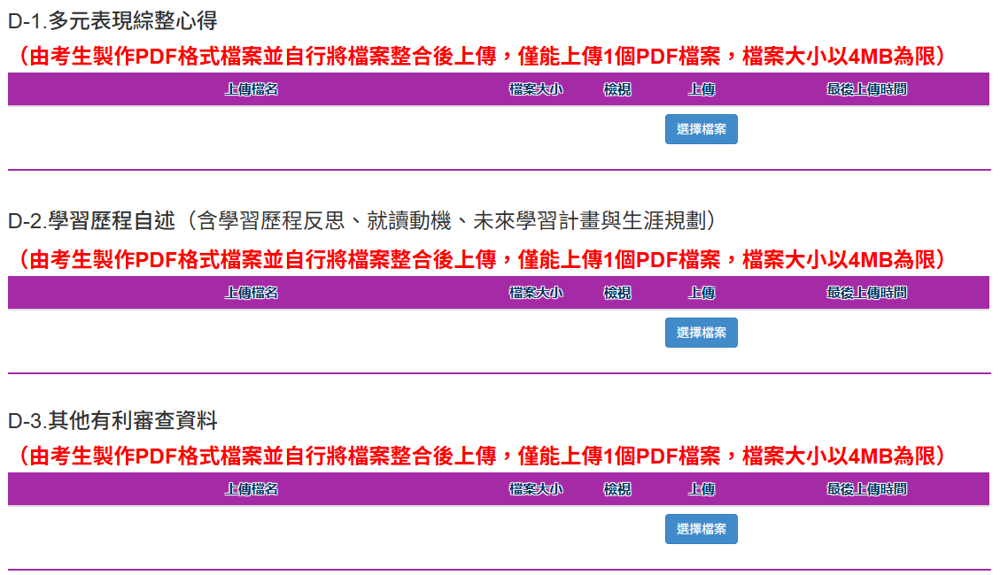 D-1.多元表現綜整心得
（由考生製作PDF格式檔案並自行將檔案整合後上傳，僅能上傳1個PDF檔案，檔案大小以4MB為限）
上傳檔名 檔案大小 檢視 上傳 最後上傳時間
選擇檔案
D-2.學習歷程自述（含學習歷程反思、就讀動機、未來學習計畫與生涯規劃）
（由考生製作PDF格式檔案並自行將檔案整合後上傳，僅能上傳1個PDF檔案，檔案大小以4MB為限）
上傳檔名 檔案大小 檢視 上傳 最後上傳時間
選擇檔案
D-3.其他有利審查資料
（由考生製作PDF格式檔案並自行將檔案整合後上傳，僅能上傳1個PDF檔案，檔案大小以4MB為限）
上傳檔名 檔案大小 檢視 上傳 最後上傳時間
選擇檔案